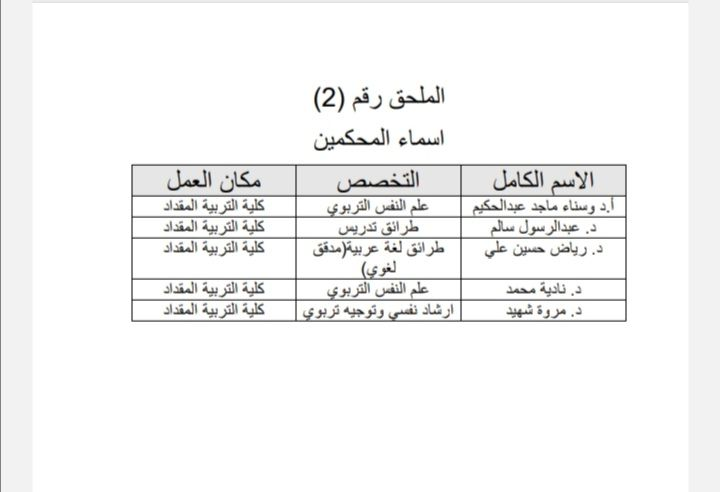 الملحق رقم (2)
اسماء المحكمين
الاسم الكامل التخصص مكان العمل
أ.د وسناء ماجد عبدالحكيم علم النفس التربوي كلية التربية المقداد
د. عبدالرسول سالم طرائق تدريس كلية التربية المقداد
د. رياض حسين علي طرائق لغة عربية(مدقق كلية التربية المقداد
لغوي)
د. نادية محمد علم النفس التربوي كلية التربية المقداد
د. مروة شهيد ارشاد نفسي وتوجيه تربوي كلية التربية المقداد